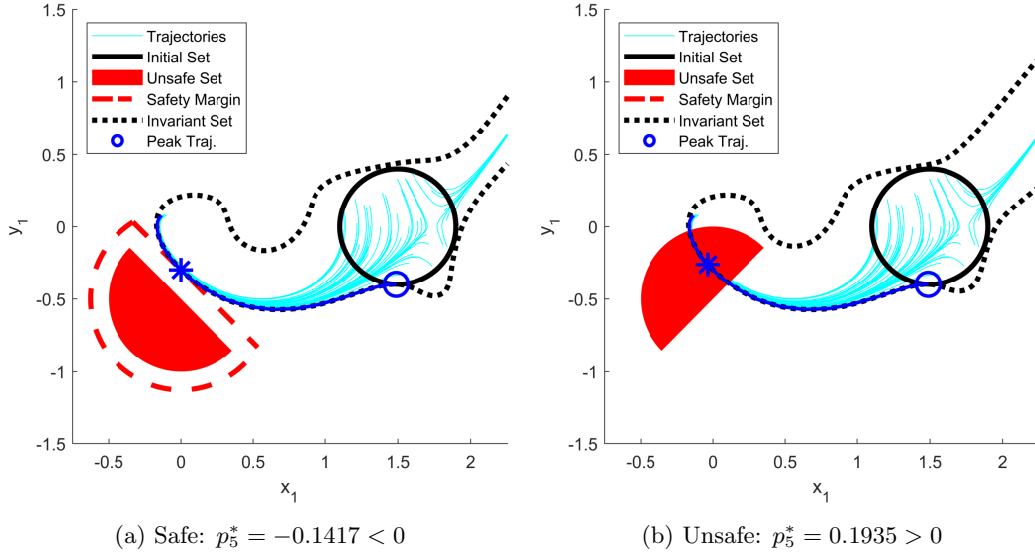 1.5
1
0.5
0
-0.5
-1
-1.5
y1
Trajectories
Initial Set
Unsafe Set
Safety Margin
Invariant Set
Peak Traj.
-0.5 0 0.5 1 1.5 2
x1
(a) Safe: p*5 = −0.1417 < 0
1.5
1
0.5
0
-0.5
-1
-1.5
y1
Trajectories
Initial Set
Unsafe Set
Safety Margin
Invariant Set
Peak Traj.
-0.5 0 0.5 1 1.5 2
x1
(b) Unsafe: p*5 = 0.1935 > 0